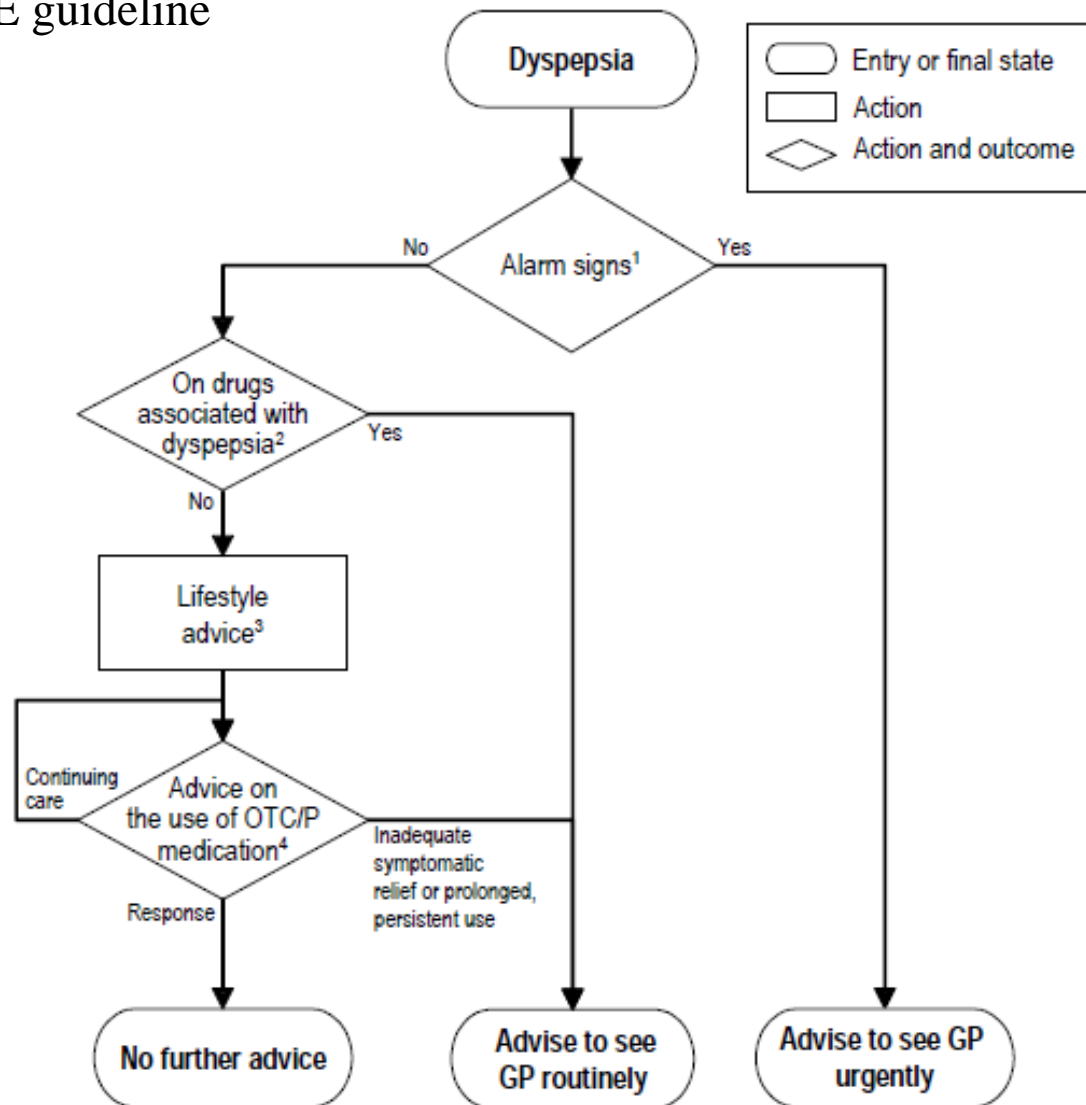 E guideline
Dyspepsia
Entry or final state
Action
Action and outcome
No
Alarm signs¹
Yes
On drugs
associated with
dyspepsia²
Yes
No
Lifestyle
advice³
Continuing
care
Advice on
the use of OTC/P
medication⁴
Inadequate
symptomatic
relief or prolonged,
persistent use
Response
No further advice
Advise to see
GP routinely
Advise to see GP
urgently